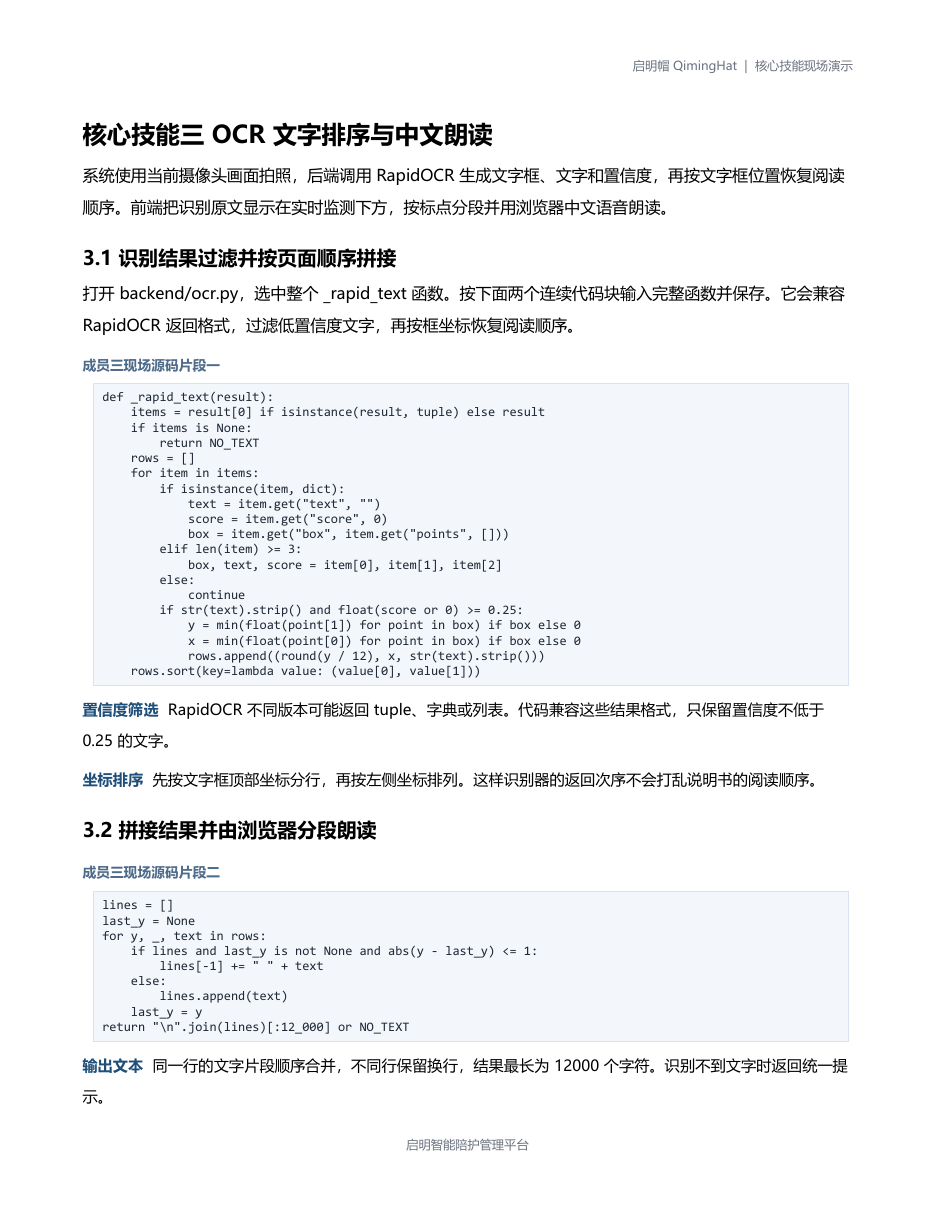 启明帽 QimingHat | 核心技能现场演示
核心技能三 OCR 文字排序与中文朗读
系统使用当前摄像头画面拍照，后端调用 RapidOCR 生成文字框、文字和置信度，再按文字框位置恢复阅读
顺序。前端把识别原文显示在实时监测下方，按标点分段并用浏览器中文语音朗读。
3.1 识别结果过滤并按页面顺序拼接
打开 backend/ocr.py，选中整个 _rapid_text 函数。按下面两个连续代码块输入完整函数并保存。它会兼容
RapidOCR 返回格式，过滤低置信度文字，再按框坐标恢复阅读顺序。
成员三现场源码片段一
def _rapid_text(result):
    items = result[0] if isinstance(result, tuple) else result
    if items is None:
        return NO_TEXT
    rows = []
    for item in items:
        if isinstance(item, dict):
            text = item.get("text", "")
            score = item.get("score", 0)
            box = item.get("box", item.get("points", []))
        elif len(item) >= 3:
            box, text, score = item[0], item[1], item[2]
        else:
            continue
        if str(text).strip() and float(score or 0) >= 0.25:
            y = min(float(point[1]) for point in box) if box else 0
            x = min(float(point[0]) for point in box) if box else 0
            rows.append((round(y / 12), x, str(text).strip()))
    rows.sort(key=lambda value: (value[0], value[1]))
置信度筛选 RapidOCR 不同版本可能返回 tuple、字典或列表。代码兼容这些结果格式，只保留置信度不低于
0.25 的文字。
坐标排序 先按文字框顶部坐标分行，再按左侧坐标排列。这样识别器的返回次序不会打乱说明书的阅读顺序。
3.2 拼接结果并由浏览器分段朗读
成员三现场源码片段二
lines = []
last_y = None
for y, _, text in rows:
    if lines and last_y is not None and abs(y - last_y) <= 1:
        lines[-1] += " " + text
    else:
        lines.append(text)
    last_y = y
return "\n".join(lines)[:12_000] or NO_TEXT
输出文本 同一行的文字片段顺序合并，不同行保留换行，结果最长为 12000 个字符。识别不到文字时返回统一提
示。
启明智能陪护管理平台